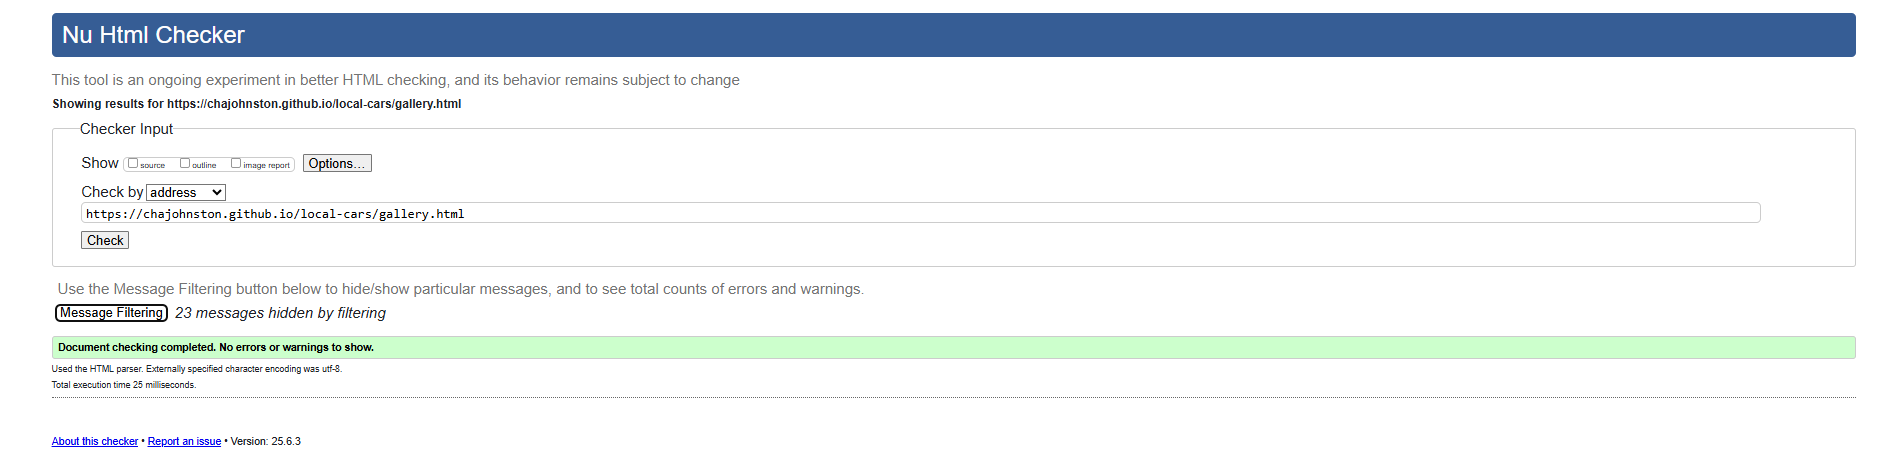 Nu Html Checker
This tool is an ongoing experiment in better HTML checking, and its behavior remains subject to change
Showing results for https://chajohnston.github.io/local-cars/gallery.html
Checker Input
Show source outline image report Options...
Check by address
https://chajohnston.github.io/local-cars/gallery.html
Check
Use the Message Filtering button below to hide/show particular messages, and to see total counts of errors and warnings.
Message Filtering 23 messages hidden by filtering
Document checking completed. No errors or warnings to show.
Used the HTML parser. Externally specified character encoding was utf-8.
Total execution time 25 milliseconds.
About this checker • Report an issue • Version: 25.6.3